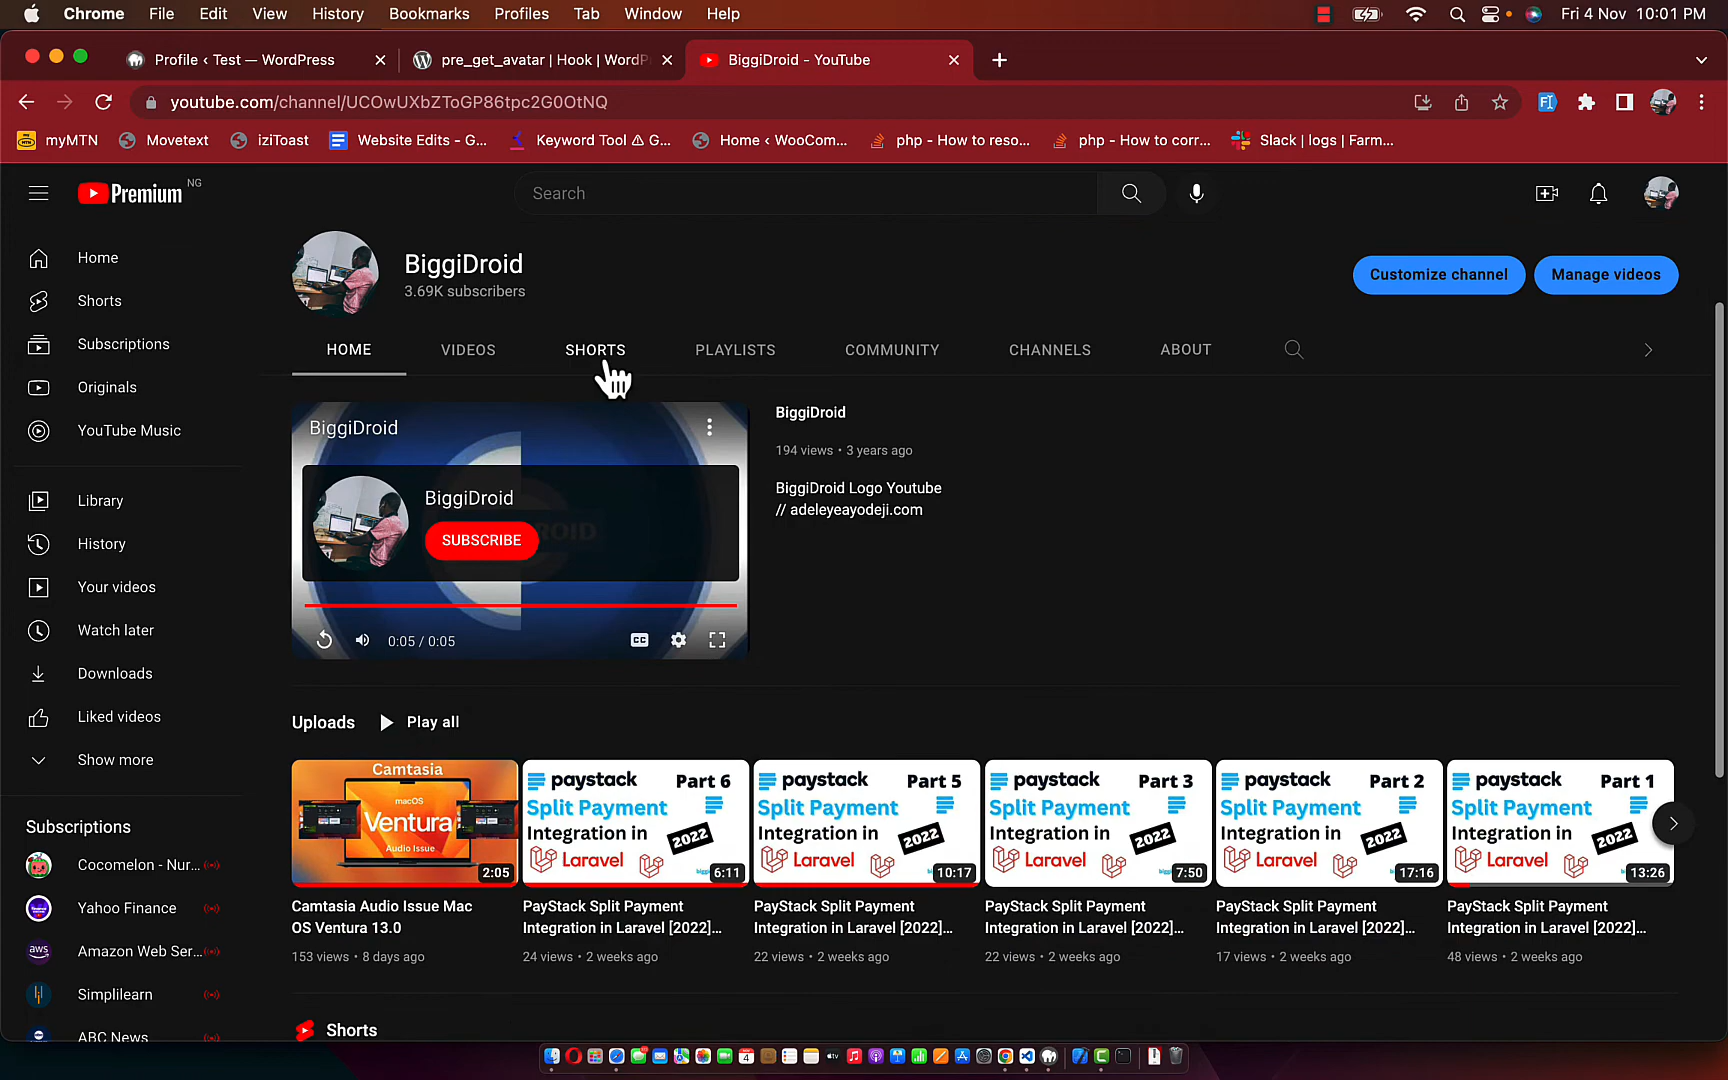 Chrome File Edit View History Bookmarks Profiles Tab Window Help Fri 4 Nov 10:01 PM
Profile ‹ Test — WordPress
pre_get_avatar | Hook | WordP
BiggiDroid - YouTube
youtube.com/channel/UCOwUXbZToGP86tpc2G0OtNQ
myMTN Movetext iziToast Website Edits - G... Keyword Tool ⚠ G... Home ‹ WooCom... php - How to reso... php - How to corr... Slack | logs | Farm...
Premium NG
Search
Home
Shorts
Subscriptions
Originals
YouTube Music
Library
History
Your videos
Watch later
Downloads
Liked videos
Show more
Subscriptions
Cocomelon - Nur...
Yahoo Finance
aws
Amazon Web Ser...
Simplilearn
ABC News
BiggiDroid
3.69K subscribers
Customize channel
Manage videos
HOME VIDEOS SHORTS PLAYLISTS COMMUNITY CHANNELS ABOUT
BiggiDroid
BiggiDroid
SUBSCRIBE
0:05 / 0:05
CC
BiggiDroid
194 views • 3 years ago
BiggiDroid Logo Youtube
// adeleyeayodeji.com
Uploads Play all
Camtasia
macOS
Ventura
Audio Issue
2:05
Camtasia Audio Issue Mac
OS Ventura 13.0
153 views • 8 days ago
paystack Part 6
Split Payment
Integration in 2022
Laravel
6:11
PayStack Split Payment
Integration in Laravel [2022]...
24 views • 2 weeks ago
paystack Part 5
Split Payment
Integration in 2022
Laravel
10:17
PayStack Split Payment
Integration in Laravel [2022]...
22 views • 2 weeks ago
paystack Part 3
Split Payment
Integration in 2022
Laravel
7:50
PayStack Split Payment
Integration in Laravel [2022]...
22 views • 2 weeks ago
paystack Part 2
Split Payment
Integration in 2022
Laravel
17:16
PayStack Split Payment
Integration in Laravel [2022]...
17 views • 2 weeks ago
paystack Part 1
Split Payment
Integration in 2022
Laravel
13:26
PayStack Split Payment
Integration in Laravel [2022]...
48 views • 2 weeks ago
Shorts